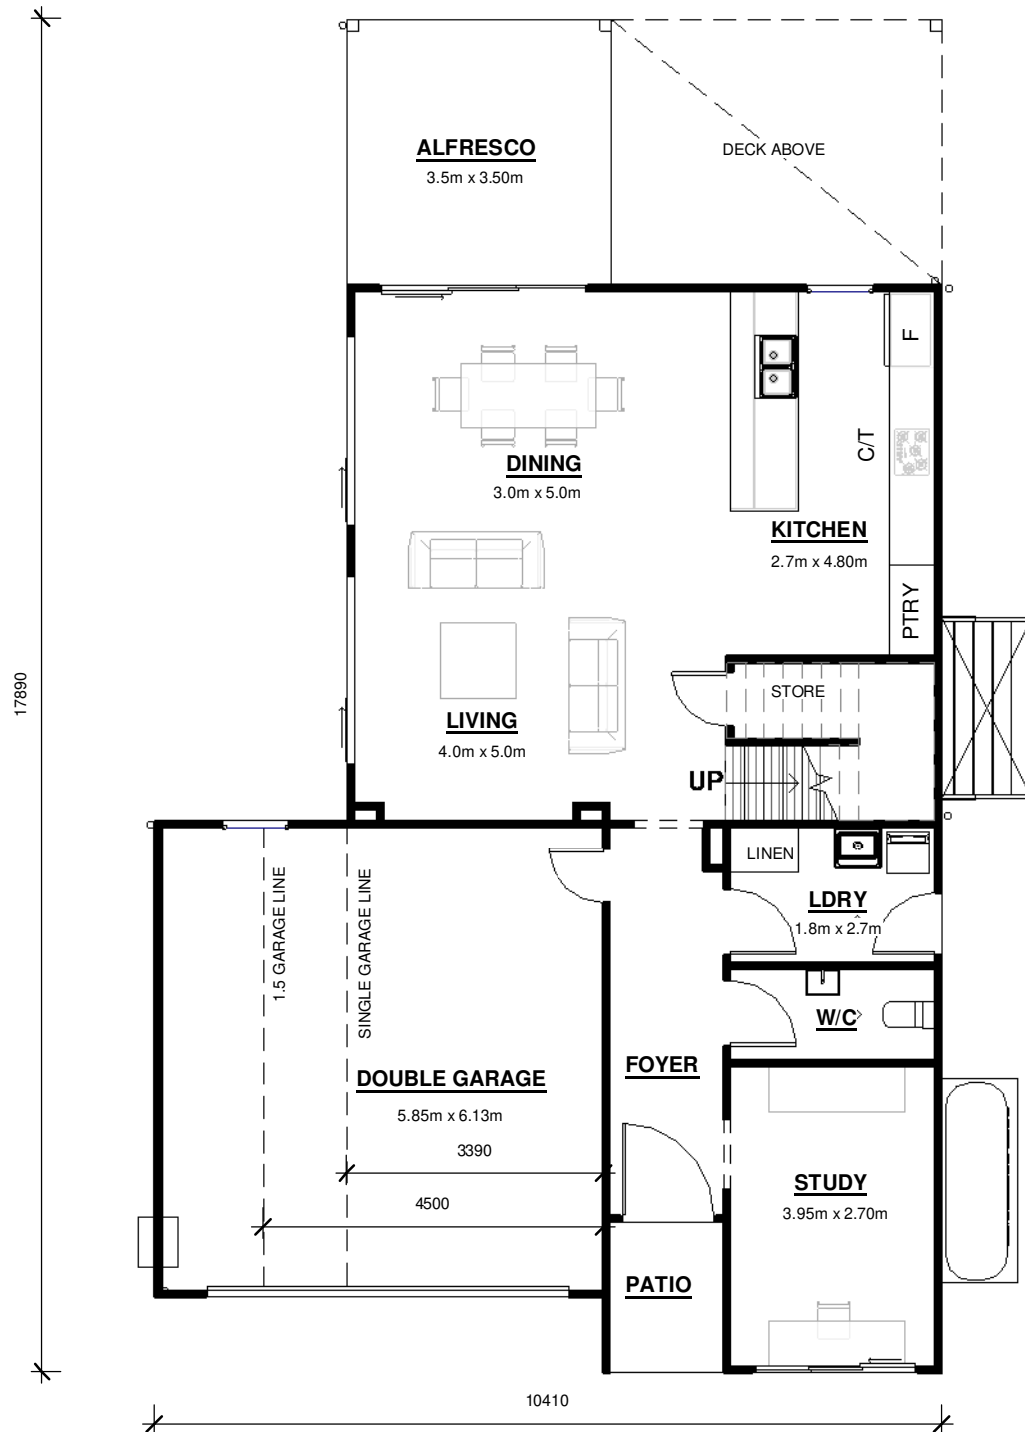 ALFRESCO
3.5m x 3.50m
DECK ABOVE
F
C/T
DINING
3.0m x 5.0m
KITCHEN
2.7m x 4.80m
PTRY
17890
STORE
LIVING
4.0m x 5.0m
UP
LINEN
LDRY
1.8m x 2.7m
1.5 GARAGE LINE
SINGLE GARAGE LINE
W/C
FOYER
DOUBLE GARAGE
5.85m x 6.13m
3390
4500
STUDY
3.95m x 2.70m
PATIO
10410